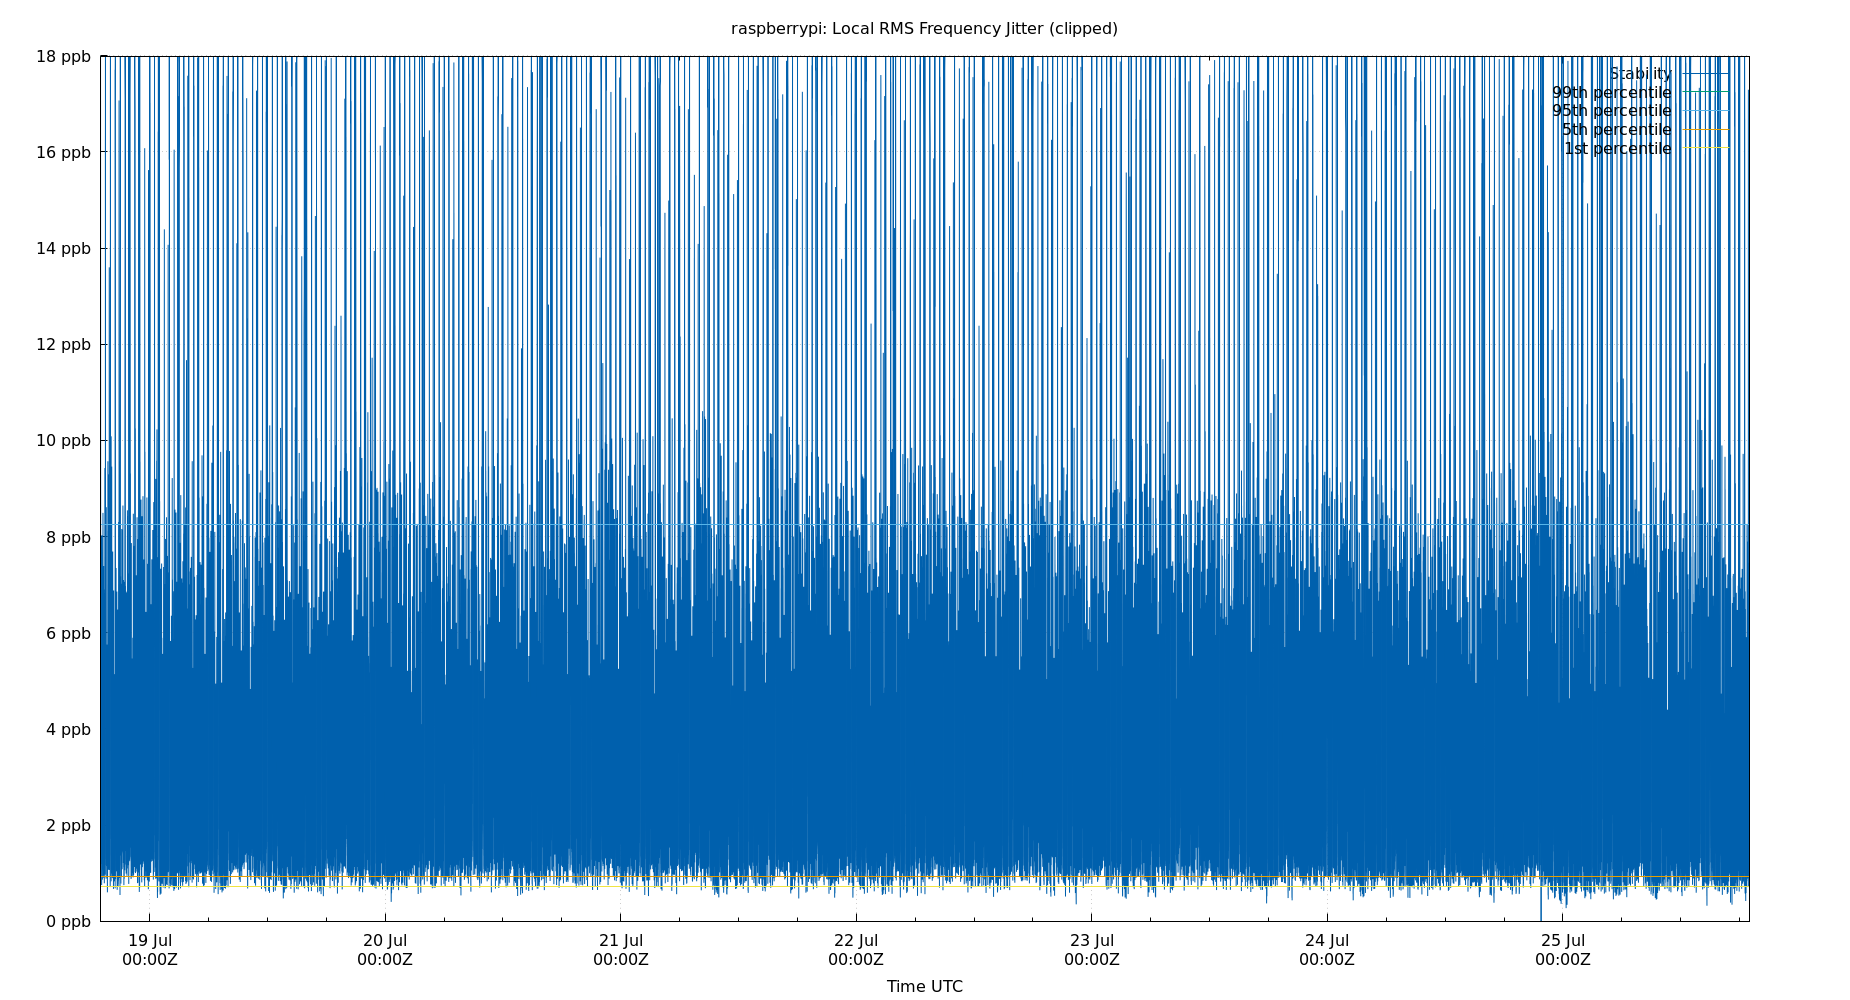 raspberrypi: Local RMS Frequency Jitter (clipped)
18 ppb
16 ppb
14 ppb
12 ppb
10 ppb
8 ppb
6 ppb
4 ppb
2 ppb
0 ppb
Stability
99th percentile
95th percentile
5th percentile
1st percentile
19 Jul 20 Jul 21 Jul 22 Jul 23 Jul 24 Jul 25 Jul
00:00Z 00:00Z 00:00Z 00:00Z 00:00Z 00:00Z 00:00Z
Time UTC